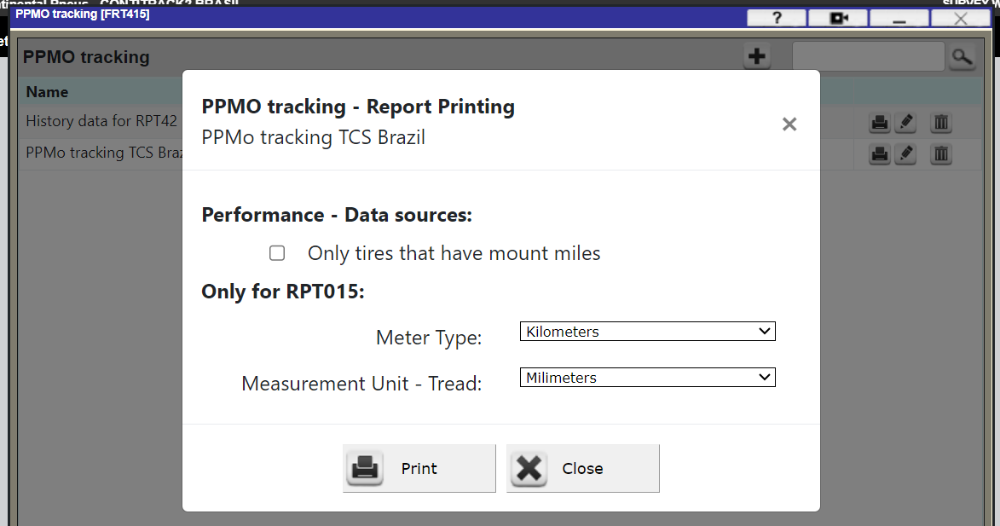 CONTITRACK2 BRASIL
PPMO tracking [FRT415]
?
PPMO tracking
Name
History data for RPT42
PPMo tracking TCS Braz
PPMO tracking - Report Printing
PPMo tracking TCS Brazil
Performance - Data sources:
Only tires that have mount miles
Only for RPT015:
Meter Type: Kilometers
Measurement Unit - Tread: Milimeters
Print Close